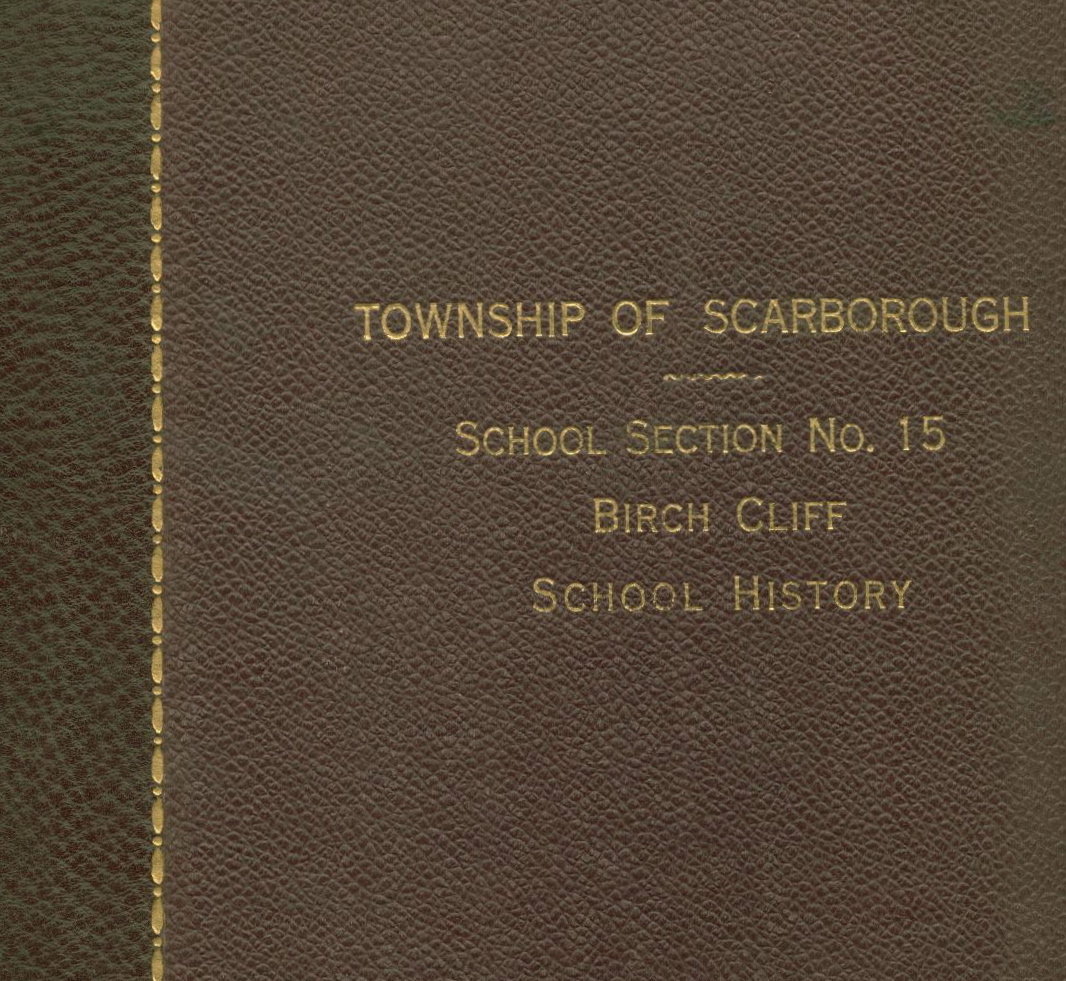 TOWNSHIP OF SCARBOROUGH
SCHOOL SECTION NO. 15
BIRCH CLIFF
SCHOOL HISTORY